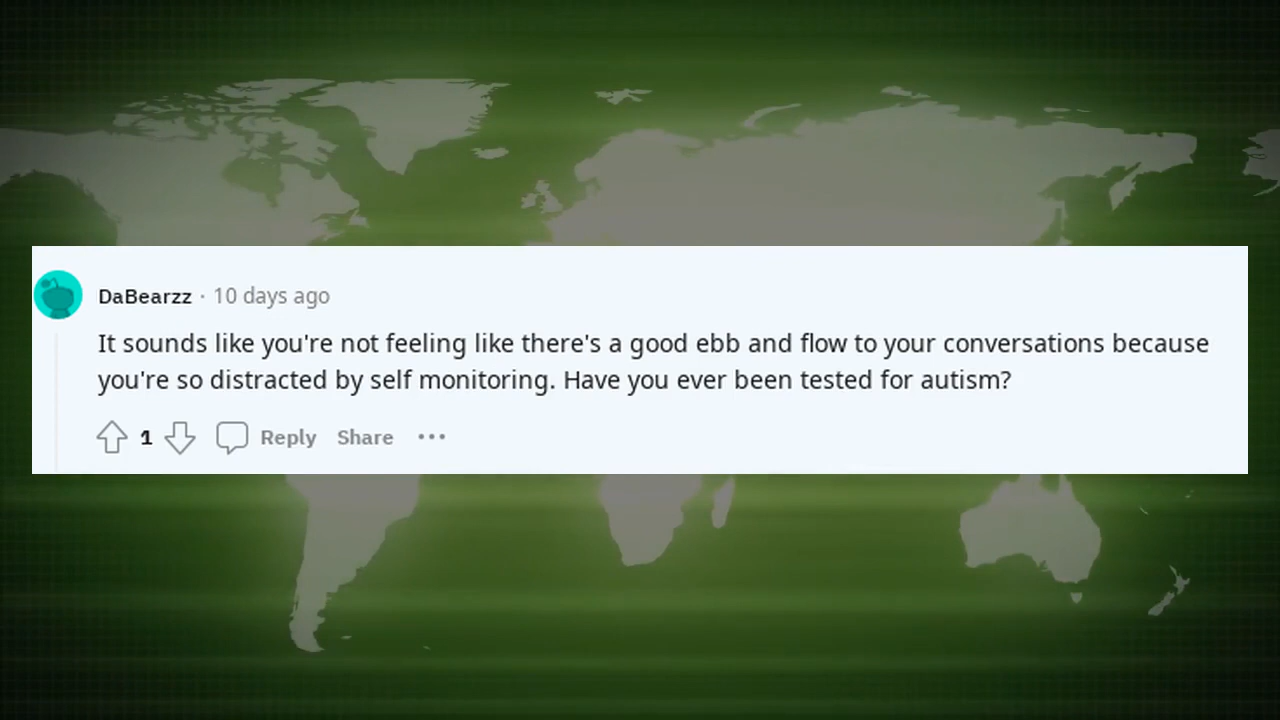 DaBearzz · 10 days ago
It sounds like you're not feeling like there's a good ebb and flow to your conversations because
you're so distracted by self monitoring. Have you ever been tested for autism?
1 Reply Share •••